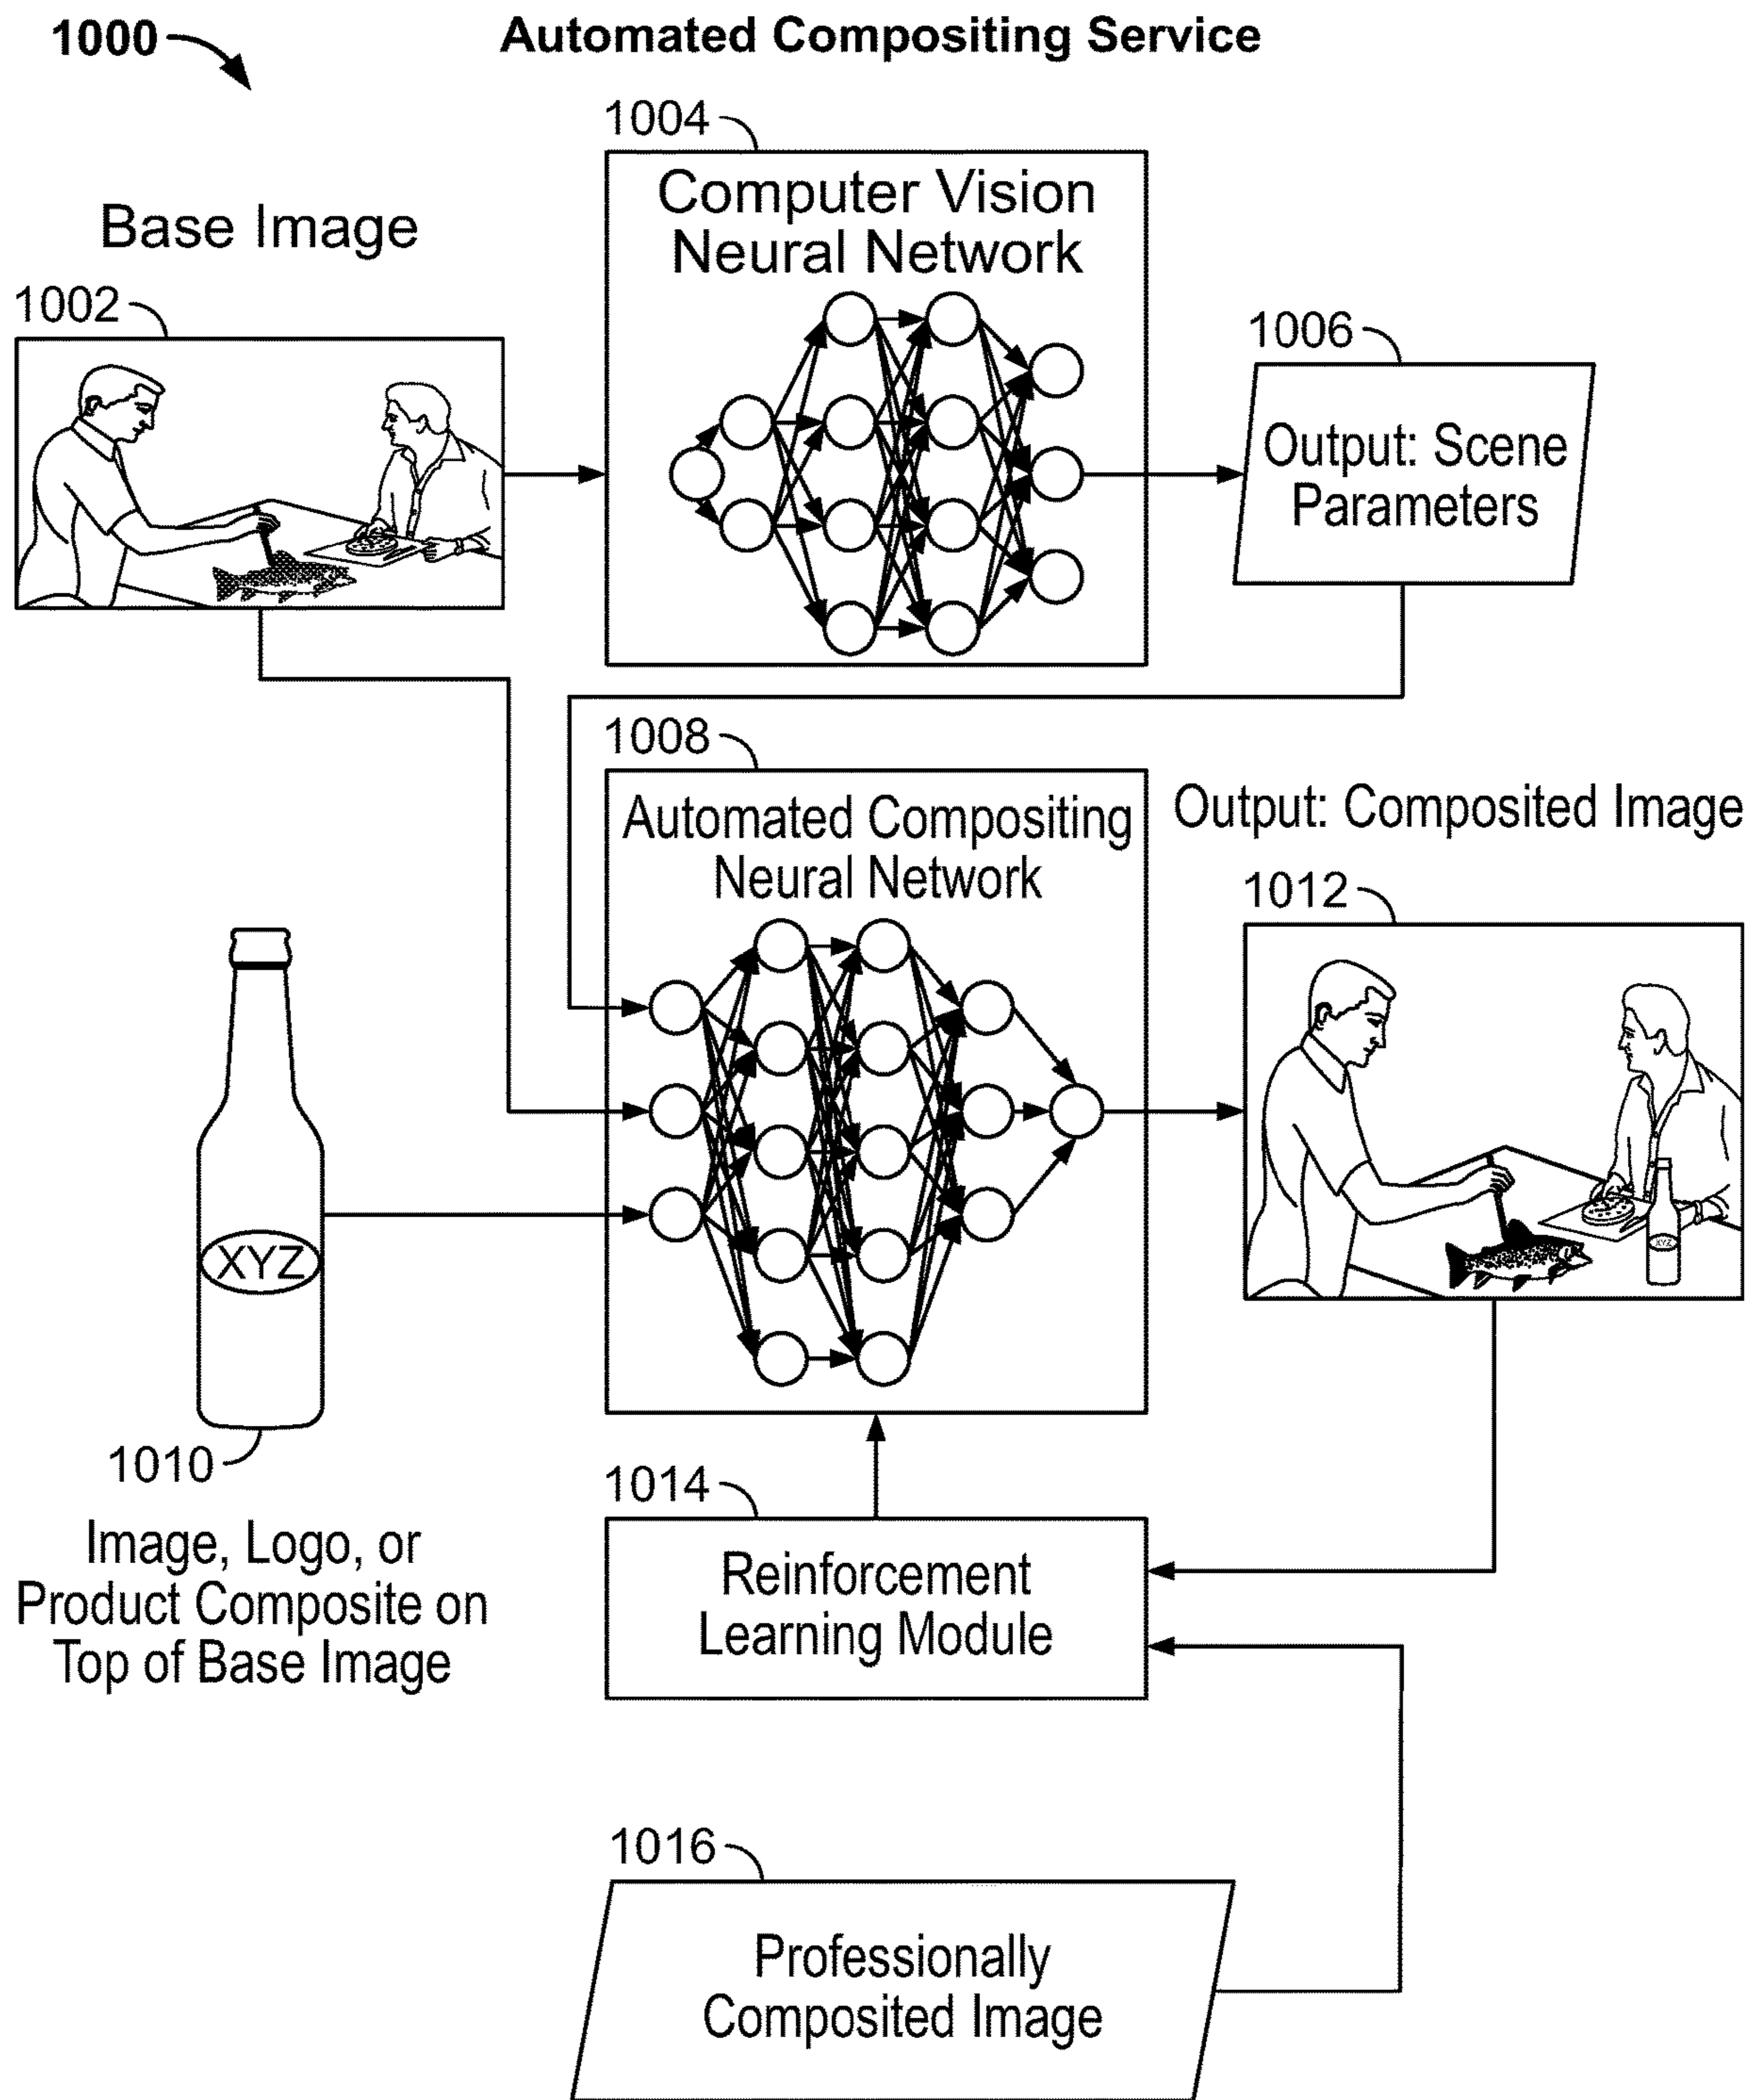 1000
Automated Compositing Service
1004
Computer Vision
Neural Network
Base Image
1002
1006
Output: Scene
Parameters
1008
Automated Compositing
Neural Network
Output: Composited Image
1012
XYZ
XYZ
1010
Image, Logo, or
Product Composite on
Top of Base Image
1014
Reinforcement
Learning Module
1016
Professionally
Composited Image